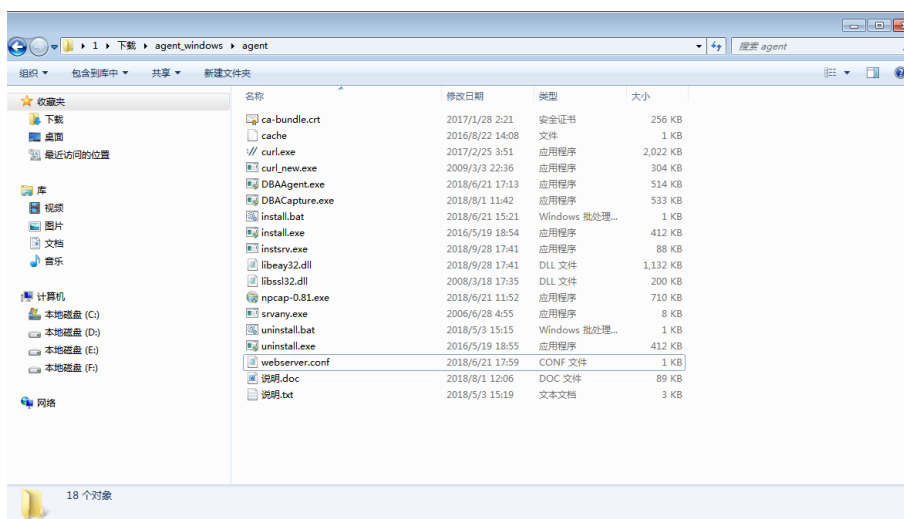 1 下载 agent_windows agent 搜索 agent
组织 包含到库中 共享 新建文件夹
收藏夹
下载
桌面
最近访问的位置
库
视频
图片
文档
音乐
计算机
本地磁盘 (C:)
本地磁盘 (D:)
本地磁盘 (E:)
本地磁盘 (F:)
网络
名称 修改日期 类型 大小
ca-bundle.crt 2017/1/28 2:21 安全证书 256 KB
cache 2016/8/22 14:08 文件 1 KB
curl.exe 2017/2/25 3:51 应用程序 2,022 KB
curl_new.exe 2009/3/3 22:36 应用程序 304 KB
DBAAgent.exe 2018/6/21 17:13 应用程序 514 KB
DBACapture.exe 2018/8/1 11:42 应用程序 533 KB
install.bat 2018/6/21 15:21 Windows 批处理... 1 KB
install.exe 2016/5/19 18:54 应用程序 412 KB
instsrv.exe 2018/9/28 17:41 应用程序 88 KB
libeay32.dll 2018/9/28 17:41 DLL 文件 1,132 KB
libssl32.dll 2008/3/18 17:35 DLL 文件 200 KB
npcap-0.81.exe 2018/6/21 11:52 应用程序 710 KB
srvany.exe 2006/6/28 4:55 应用程序 8 KB
uninstall.bat 2018/5/3 15:15 Windows 批处理... 1 KB
uninstall.exe 2016/5/19 18:55 应用程序 412 KB
webserver.conf 2018/6/21 17:59 CONF 文件 1 KB
说明.doc 2018/8/1 12:06 DOC 文件 89 KB
说明.txt 2018/5/3 15:19 文本文档 3 KB
18 个对象